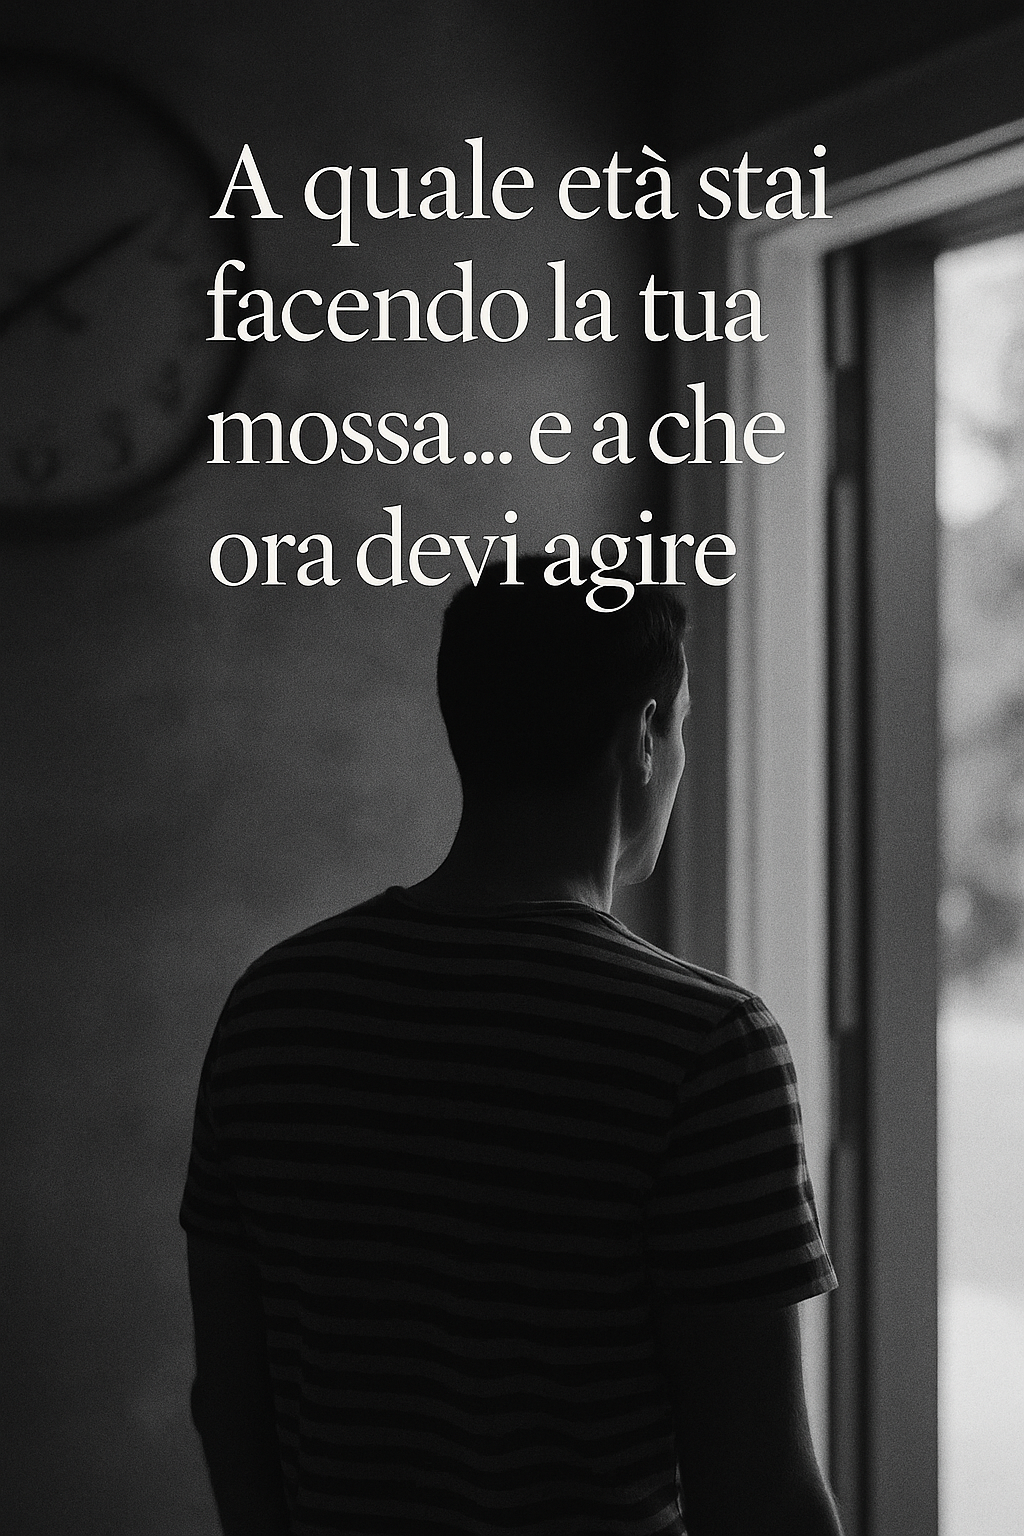 A quale età stai
facendo la tua
mossa... e a che
ora devi agire